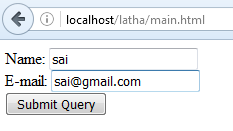 localhost/latha/main.html
Name: sai
E-mail: sai@gmail.com
Submit Query